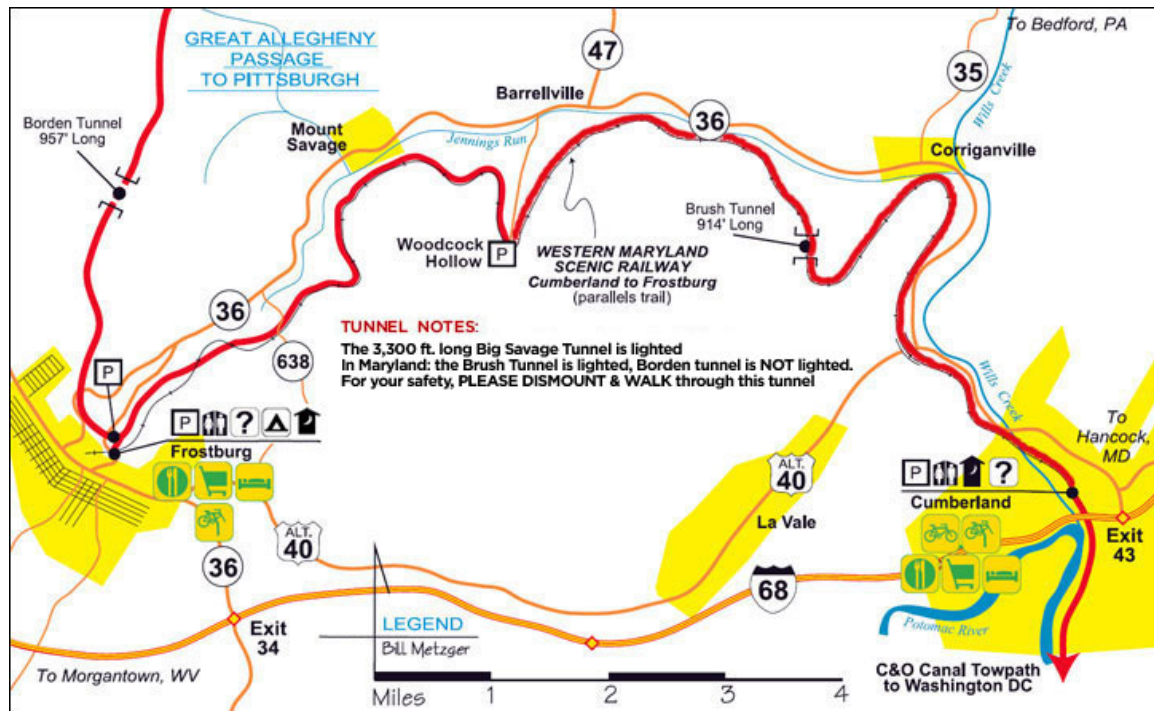 GREAT ALLEGHENY
PASSAGE
TO PITTSBURGH
To Bedford, PA
47
35
Wills Creek
Barrellville
36
Borden Tunnel
957' Long
Mount
Savage
Jennings Run
Corriganville
Brush Tunnel
914' Long
Woodcock
Hollow
P
WESTERN MARYLAND
SCENIC RAILWAY
Cumberland to Frostburg
(parallels trail)
36
638
TUNNEL NOTES:
The 3,300 ft. long Big Savage Tunnel is lighted
In Maryland: the Brush Tunnel is lighted, Borden tunnel is NOT lighted.
For your safety, PLEASE DISMOUNT & WALK through this tunnel
Wills Creek
P
P ?
Frostburg
To
Hancock,
MD
ALT.
40
La Vale
P ?
Cumberland
Exit
43
ALT.
40
36
68
Exit
34
LEGEND
Bill Metzger
Potomac River
To Morgantown, WV
C&O Canal Towpath
to Washington DC
Miles 1 2 3 4